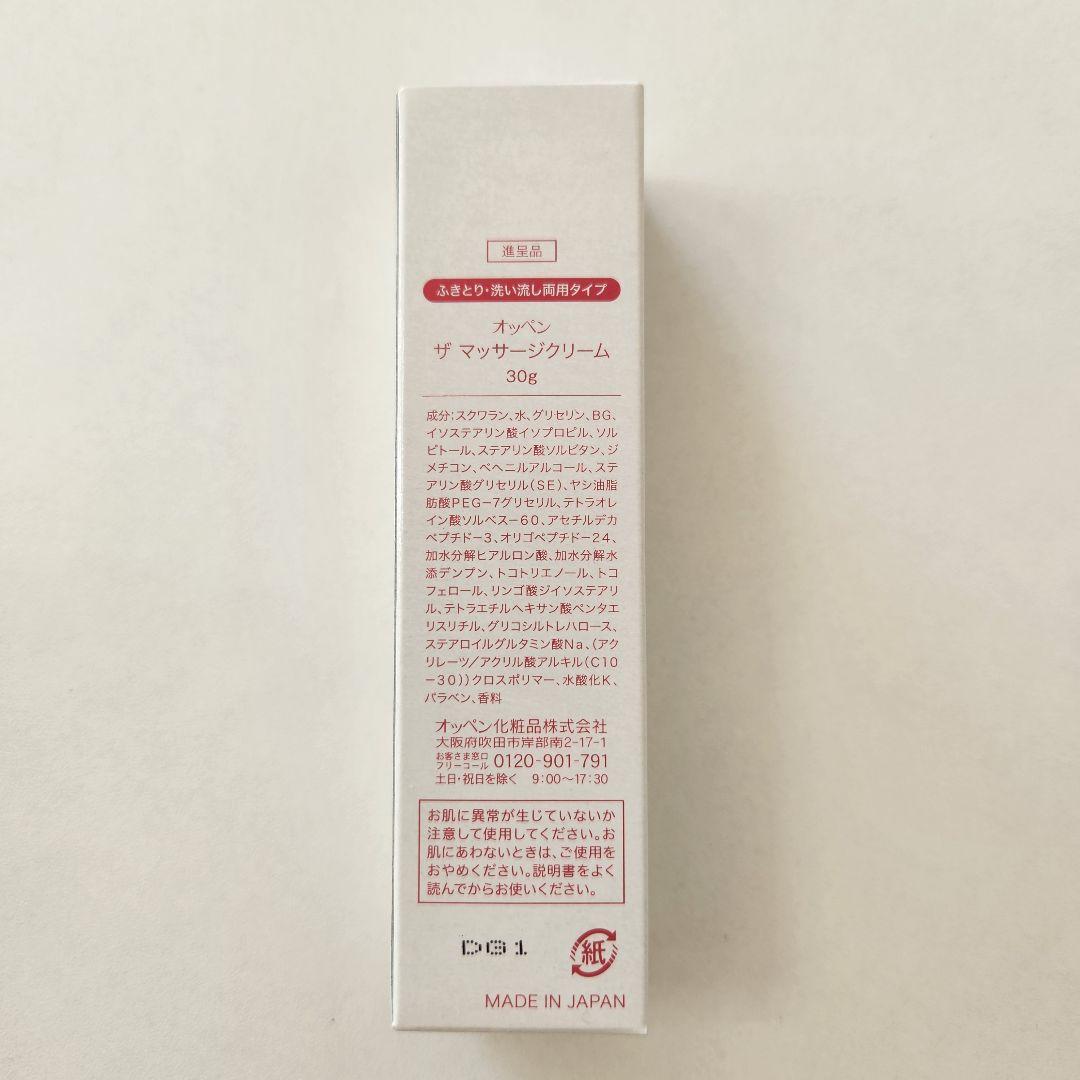 進呈品
ふきとり・洗い流し両用タイプ
オッペン
ザ マッサージクリーム
30g
成分:スクワラン、水、グリセリン、BG、
イソステアリン酸イソプロピル、ソル
ビトール、ステアリン酸ソルビタン、ジ
メチコン、ベヘニルアルコール、ステ
アリン酸グリセリル(SE)、ヤシ油脂
肪酸PEG-7グリセリル、テトラオレ
イン酸ソルベス-60、アセチルデカ
ペプチド-3、オリゴペプチド-24、
加水分解ヒアルロン酸、加水分解水
添デンプン、トコトリエノール、トコ
フェロール、リンゴ酸ジイソステアリ
ル、テトラエチルヘキサン酸ペンタエ
リスリチル、グリコシルトレハロース、
ステアロイルグルタミン酸Na、(アク
リレーツ/アクリル酸アルキル(C10
-30))クロスポリマー、水酸化K、
パラベン、香料
オッペン化粧品株式会社
大阪府吹田市岸部南2-17-1
お客さま窓口
フリーコール 0120-901-791
土日・祝日を除く 9:00~17:30
お肌に異常が生じていないか
注意して使用してください。お
肌にあわないときは、ご使用を
おやめください。説明書をよく
読んでからお使いください。
DG1
紙
MADE IN JAPAN